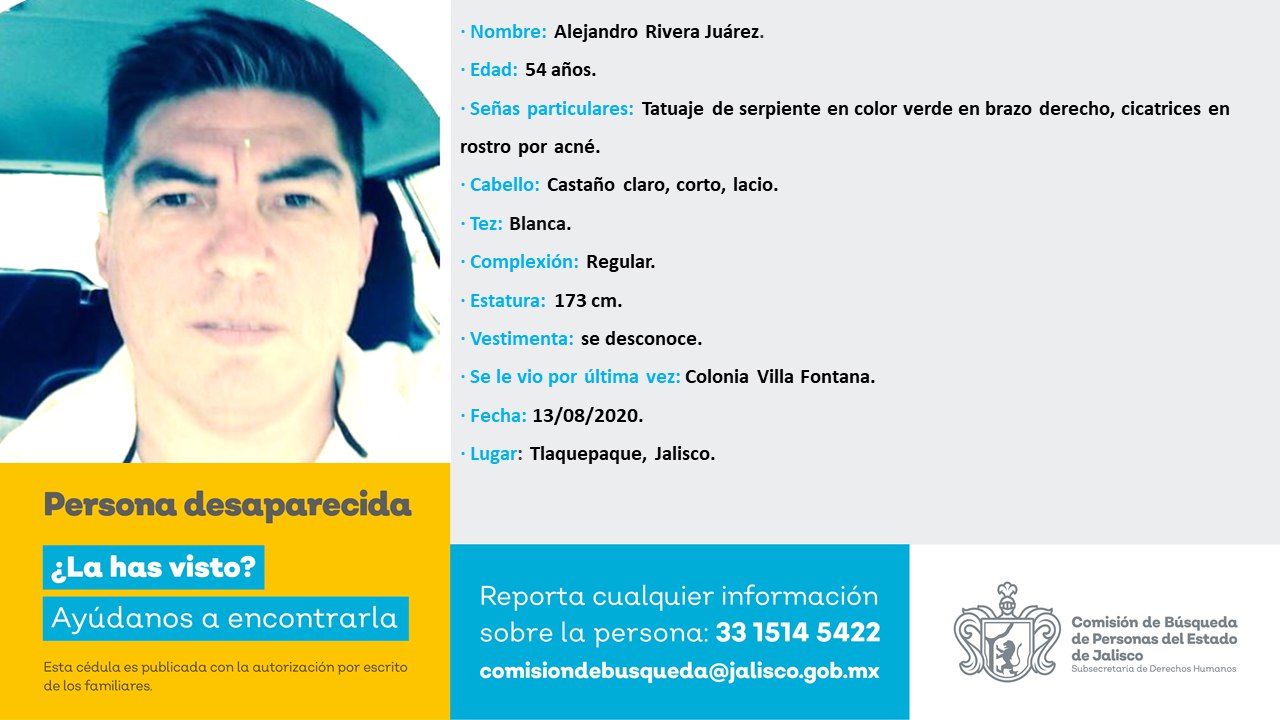 · Nombre: Alejandro Rivera Juárez.
· Edad: 54 años.
· Señas particulares: Tatuaje de serpiente en color verde en brazo derecho, cicatrices en
rostro por acné.
· Cabello: Castaño claro, corto, lacio.
· Tez: Blanca.
· Complexión: Regular.
· Estatura: 173 cm.
· Vestimenta: se desconoce.
· Se le vio por última vez: Colonia Villa Fontana.
· Fecha: 13/08/2020.
· Lugar: Tlaquepaque, Jalisco.
Persona desaparecida
¿La has visto?
Ayúdanos a encontrarla
Esta cédula es publicada con la autorización por escrito
de los familiares.
Reporta cualquier información
sobre la persona: 33 1514 5422
comisiondebusqueda@jalisco.gob.mx
Comisión de Búsqueda
de Personas del Estado
de Jalisco
Subsecretaría de Derechos Humanos